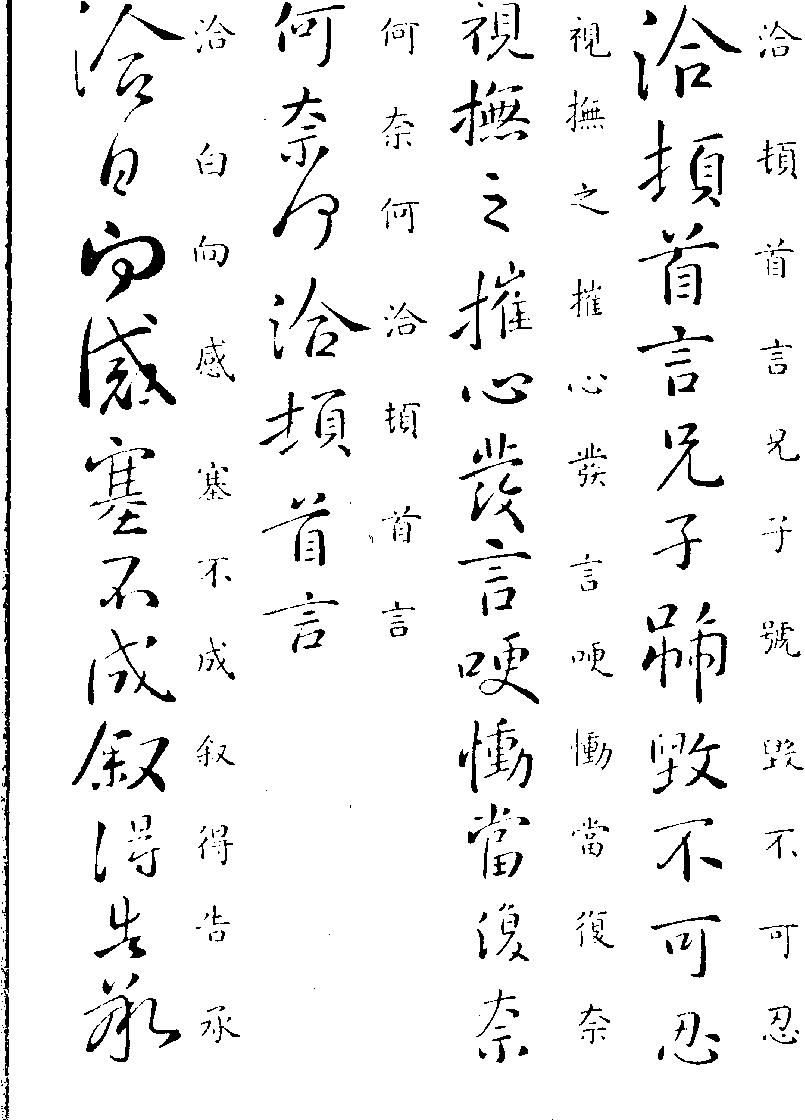 洽頓首言兄子號毀不可忍
洽頓首言兄子號毀不可忍
視撫之摧心發言哽慟當復奈
視撫之摧心發言哽慟當復奈
何奈何洽頓首言
何奈何洽頓首言
洽白向感塞不成叙得告承
洽白向感塞不成叙得告承